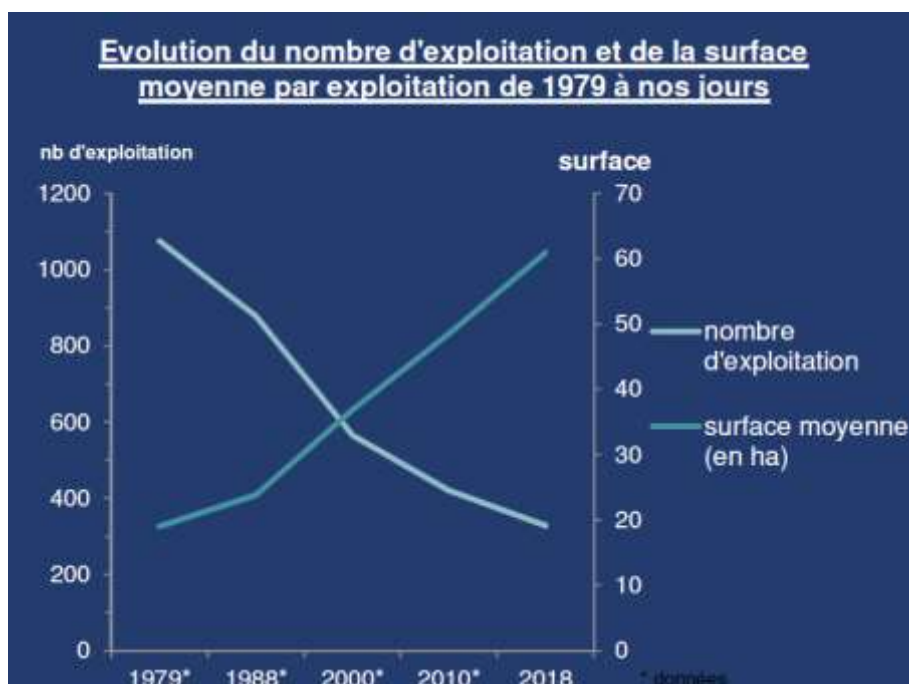 Evolution du nombre d'exploitation et de la surface
moyenne par exploitation de 1979 à nos jours
nb d'exploitation
surface
1200
1000
800
600
400
200
0
70
60
50
40
30
20
10
0
1979* 1988* 2000* 2010* 2018
nombre
d'exploitation
surface moyenne
(en ha)
* données